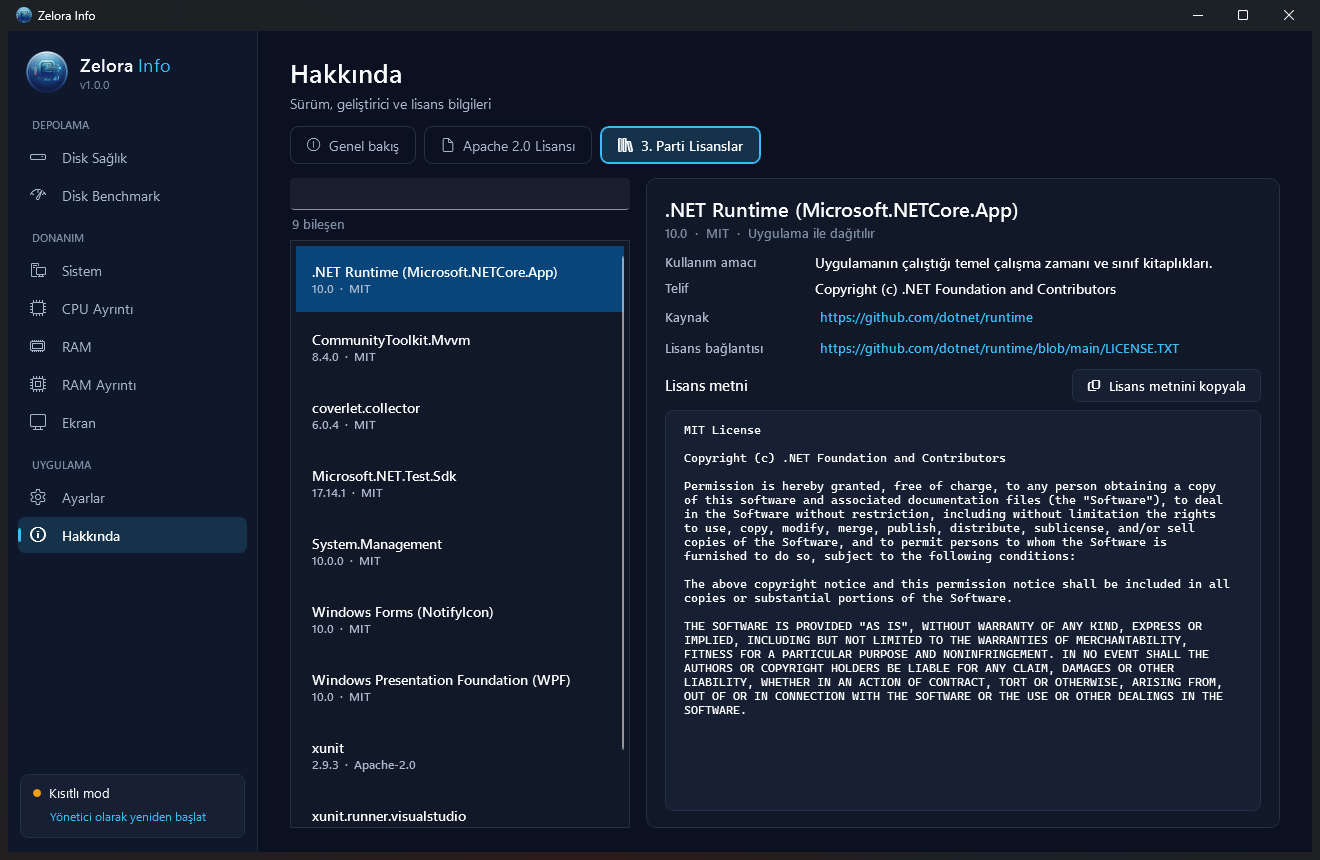 Zelora Info
Zelora Info
v1.0.0
DEPOLAMA
Disk Sağlık
Disk Benchmark
DONANIM
Sistem
CPU Ayrıntı
RAM
RAM Ayrıntı
Ekran
UYGULAMA
Ayarlar
Hakkında
Kısıtlı mod
Yönetici olarak yeniden başlat
Hakkında
Sürüm, geliştirici ve lisans bilgileri
Genel bakış
Apache 2.0 Lisansı
3. Parti Lisanslar
9 bileşen
.NET Runtime (Microsoft.NETCore.App)
10.0 · MIT
CommunityToolkit.Mvvm
8.4.0 · MIT
coverlet.collector
6.0.4 · MIT
Microsoft.NET.Test.Sdk
17.14.1 · MIT
System.Management
10.0.0 · MIT
Windows Forms (NotifyIcon)
10.0 · MIT
Windows Presentation Foundation (WPF)
10.0 · MIT
xunit
2.9.3 · Apache-2.0
xunit.runner.visualstudio
.NET Runtime (Microsoft.NETCore.App)
10.0 · MIT · Uygulama ile dağıtılır
Kullanım amacı Uygulamanın çalıştığı temel çalışma zamanı ve sınıf kitaplıkları.
Telif Copyright (c) .NET Foundation and Contributors
Kaynak https://github.com/dotnet/runtime
Lisans bağlantısı https://github.com/dotnet/runtime/blob/main/LICENSE.TXT
Lisans metni
Lisans metnini kopyala
MIT License
Copyright (c) .NET Foundation and Contributors
Permission is hereby granted, free of charge, to any person obtaining a copy
of this software and associated documentation files (the "Software"), to deal
in the Software without restriction, including without limitation the rights
to use, copy, modify, merge, publish, distribute, sublicense, and/or sell
copies of the Software, and to permit persons to whom the Software is
furnished to do so, subject to the following conditions:
The above copyright notice and this permission notice shall be included in all
copies or substantial portions of the Software.
THE SOFTWARE IS PROVIDED "AS IS", WITHOUT WARRANTY OF ANY KIND, EXPRESS OR
IMPLIED, INCLUDING BUT NOT LIMITED TO THE WARRANTIES OF MERCHANTABILITY,
FITNESS FOR A PARTICULAR PURPOSE AND NONINFRINGEMENT. IN NO EVENT SHALL THE
AUTHORS OR COPYRIGHT HOLDERS BE LIABLE FOR ANY CLAIM, DAMAGES OR OTHER
LIABILITY, WHETHER IN AN ACTION OF CONTRACT, TORT OR OTHERWISE, ARISING FROM,
OUT OF OR IN CONNECTION WITH THE SOFTWARE OR THE USE OR OTHER DEALINGS IN THE
SOFTWARE.